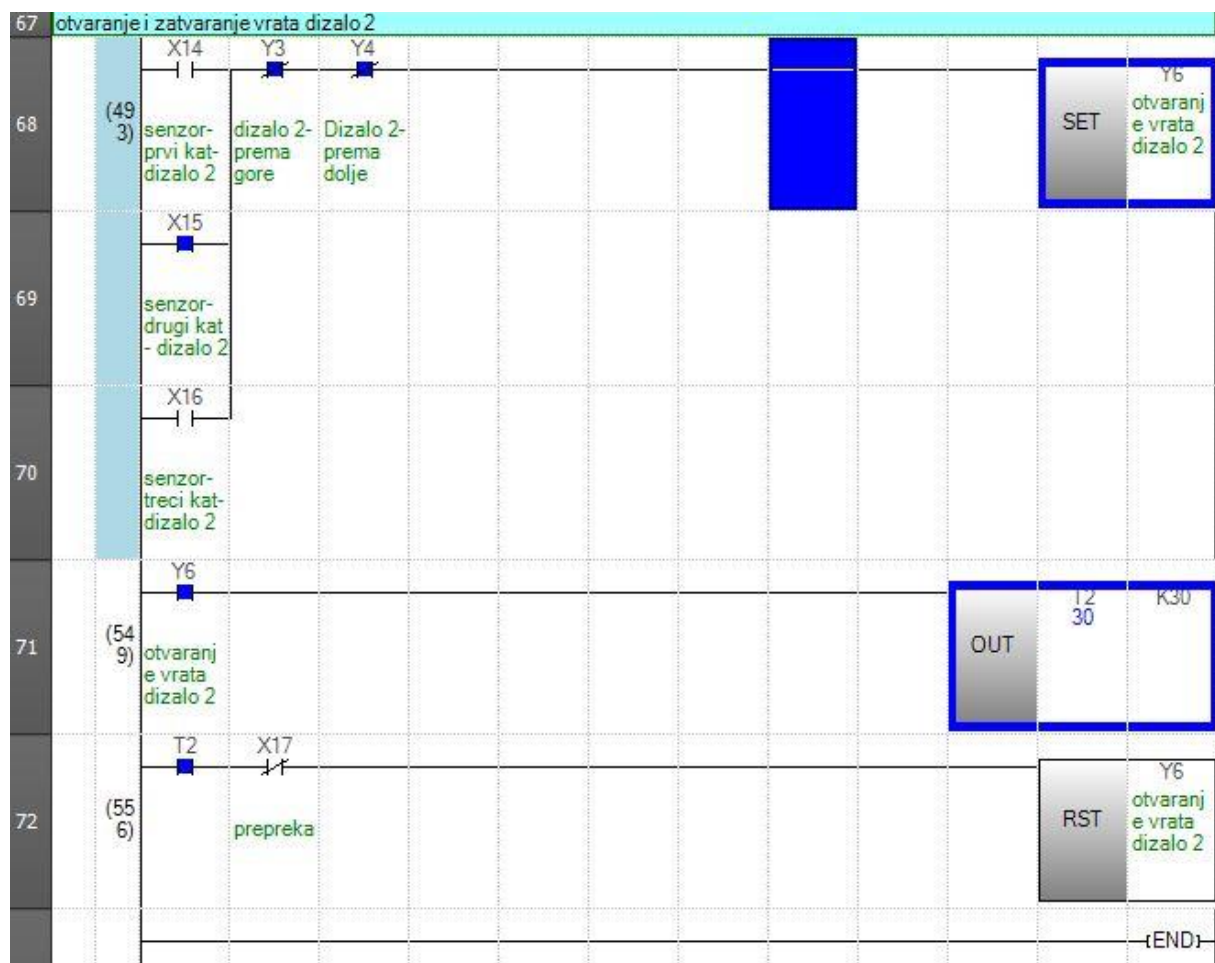 67 otvaranje i zatvaranje vrata dizalo 2
X14 Y3 Y4 Y6
68 (49
3) senzor-
prvi kat-
dizalo 2
dizalo 2-
prema
gore
Dizalo 2-
prema
dolje
SET
otvaranj
e vrata
dizalo 2
X15
69
senzor-
drugi kat
- dizalo 2
X16
70
senzor-
treci kat-
dizalo 2
Y6
71 (54
9) otvaranj
e vrata
dizalo 2
OUT
T2 K30
30
T2 X17
72 (55
6)
prepreka
RST
Y6
otvaranj
e vrata
dizalo 2
END